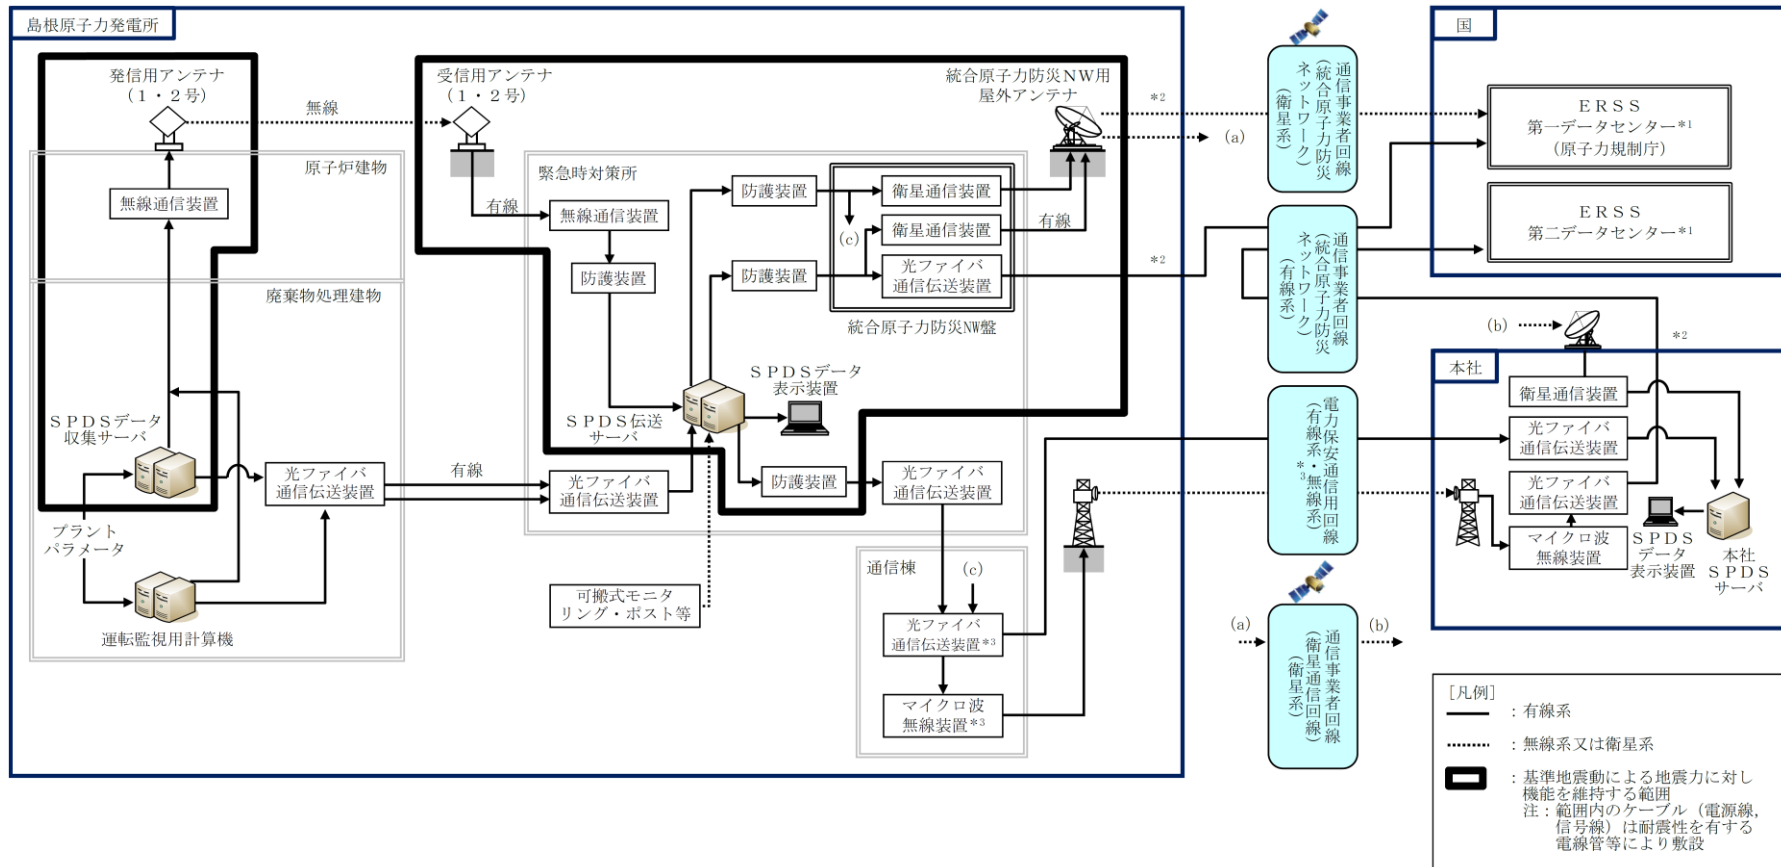 島根原子力発電所
発信用アンテナ
(1・2号)
無線
受信用アンテナ
(1・2号)
統合原子力防災NW用
屋外アンテナ
*2
(a)
原子炉建物
無線通信装置
廃棄物処理建物
SPDSデータ
収集サーバ
プラント
パラメータ
運転監視用計算機
光ファイバ
通信伝送装置
有線
有線
緊急時対策所
無線通信装置
防護装置
SPDS伝送
サーバ
光ファイバ
通信伝送装置
可搬式モニタ
リング・ポスト等
防護装置
(c)
防護装置
衛星通信装置
衛星通信装置
光ファイバ
通信伝送装置
有線
統合原子力防災NW盤
*2
SPDSデータ
表示装置
防護装置
光ファイバ
通信伝送装置
通信棟
(c)
光ファイバ
通信伝送装置*3
マイクロ波
無線装置*3
通信事業者回線
(統合原子力防災
ネットワーク)
(衛星系)
通信事業者回線
(統合原子力防災
ネットワーク)
(有線系)
電力保安通信用回線
(有線系・無線系)
*3
(a)
通信事業者回線
(衛星通信回線)
(衛星系)
(b)
国
ERSS
第一データセンター*1
(原子力規制庁)
ERSS
第二データセンター*1
(b)
*2
本社
衛星通信装置
光ファイバ
通信伝送装置
光ファイバ
通信伝送装置
マイクロ波
無線装置
SPDS
データ
表示装置
本社
SPDS
サーバ
[凡例]
:有線系
:無線系又は衛星系
:基準地震動による地震力に対し
機能を維持する範囲
注:範囲内のケーブル(電源線,
信号線)は耐震性を有する
電線管等により敷設